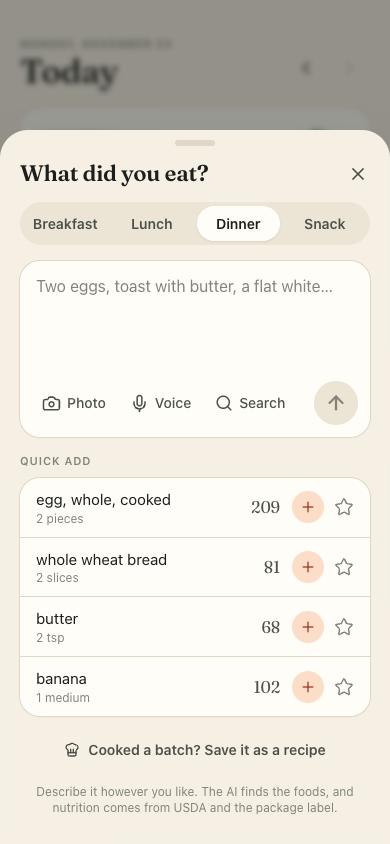 Today
What did you eat?
Breakfast Lunch Dinner Snack
Two eggs, toast with butter, a flat white...
Photo Voice Search
QUICK ADD
egg, whole, cooked 209
2 pieces
whole wheat bread 81
2 slices
butter 68
2 tsp
banana 102
1 medium
Cooked a batch? Save it as a recipe
Describe it however you like. The AI finds the foods, and
nutrition comes from USDA and the package label.